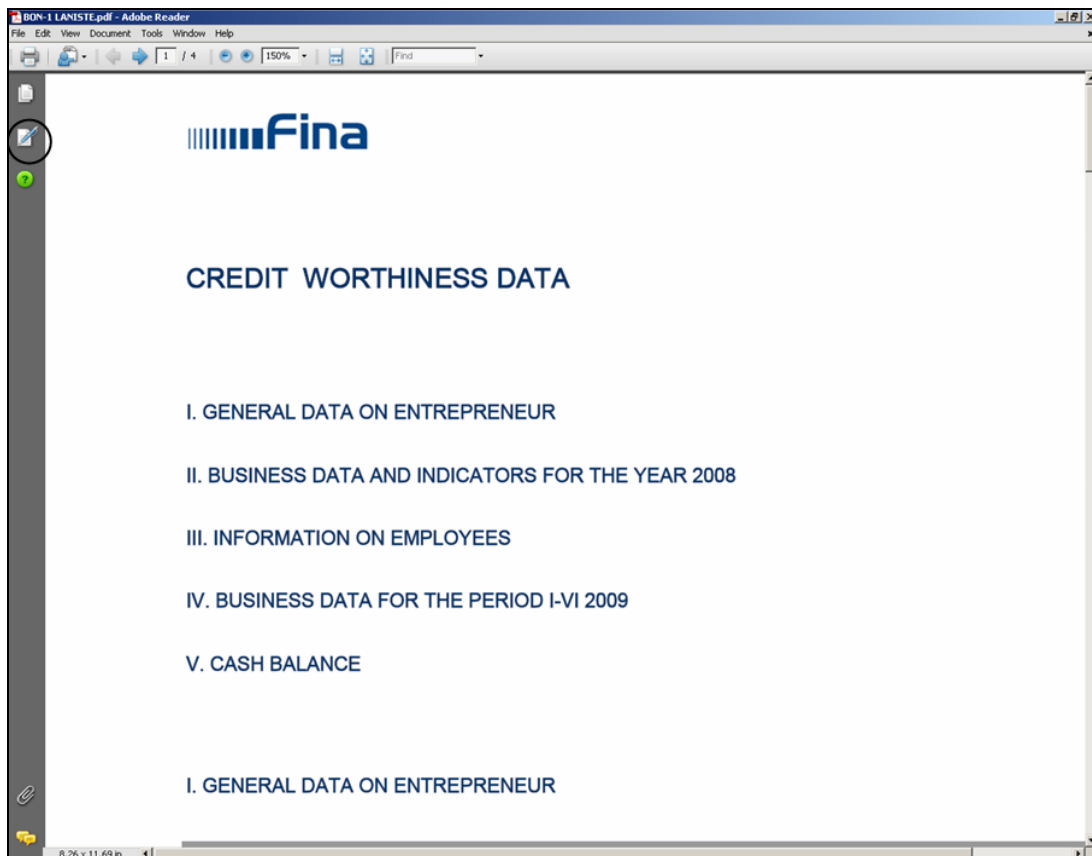 BON-1 LANISTE.pdf - Adobe Reader
File Edit View Document Tools Window Help
1 / 4 150% Find
Fina
CREDIT WORTHINESS DATA
I. GENERAL DATA ON ENTREPRENEUR
II. BUSINESS DATA AND INDICATORS FOR THE YEAR 2008
III. INFORMATION ON EMPLOYEES
IV. BUSINESS DATA FOR THE PERIOD I-VI 2009
V. CASH BALANCE
I. GENERAL DATA ON ENTREPRENEUR
8,26 x 11,69 in